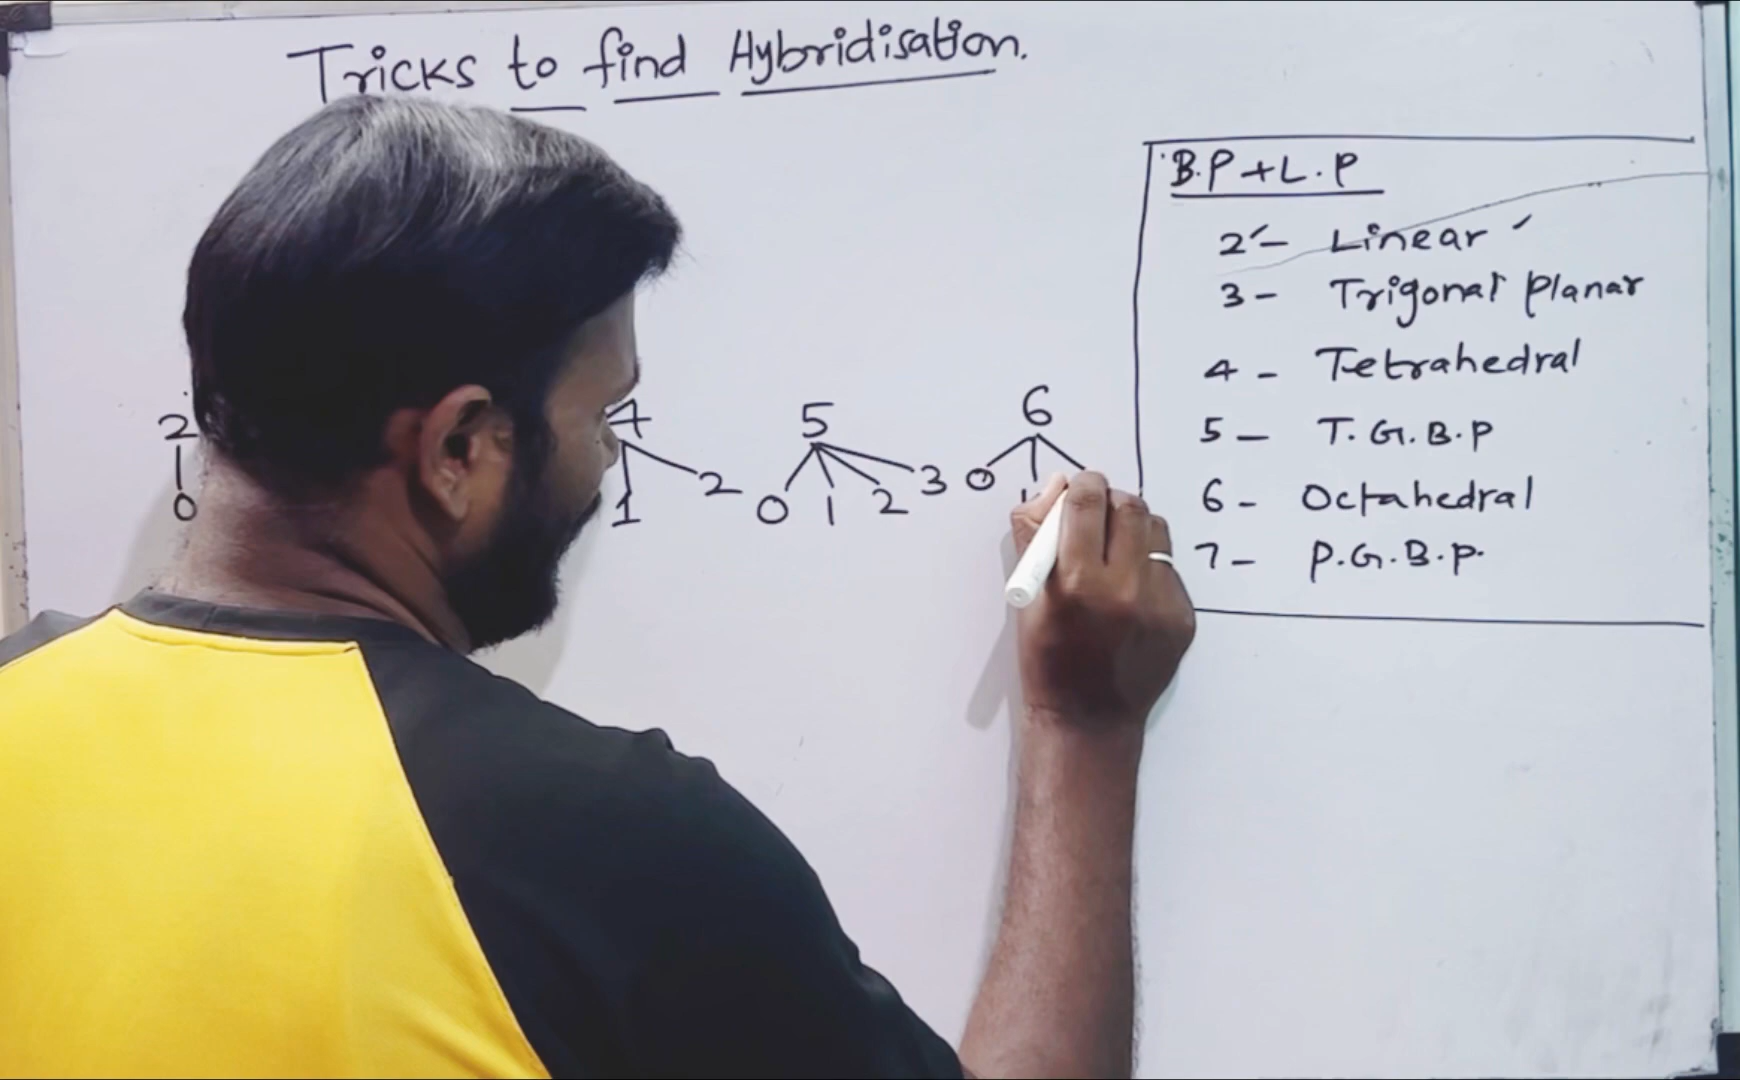 Tricks to find Hybridisation.
B.P + L.P
2 - Linear
3 - Trigonal Planar
4 - Tetrahedral
5 - T.G.B.P
6 - Octahedral
7 - P.G.B.P.
2 4 5 6
0 1 2 0 1 2 3 0